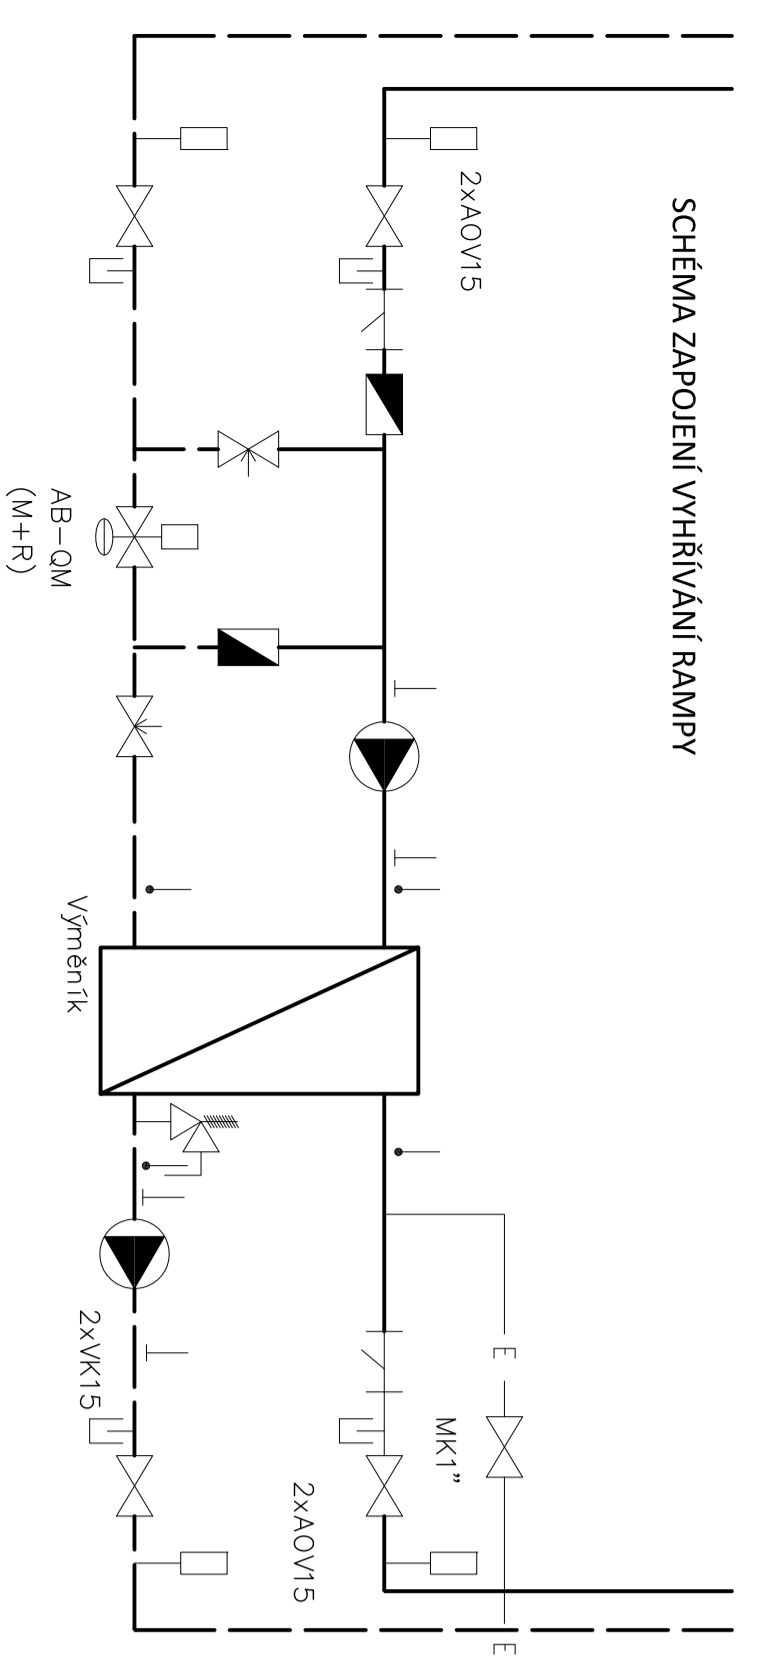 SCHÉMA ZAPOJENÍ VYHŘÍVÁNÍ RAMPY
2xAOV15
AB-QM
(M+R)
Výměník
E
MK1"
E
2xVK15
2xAOV15